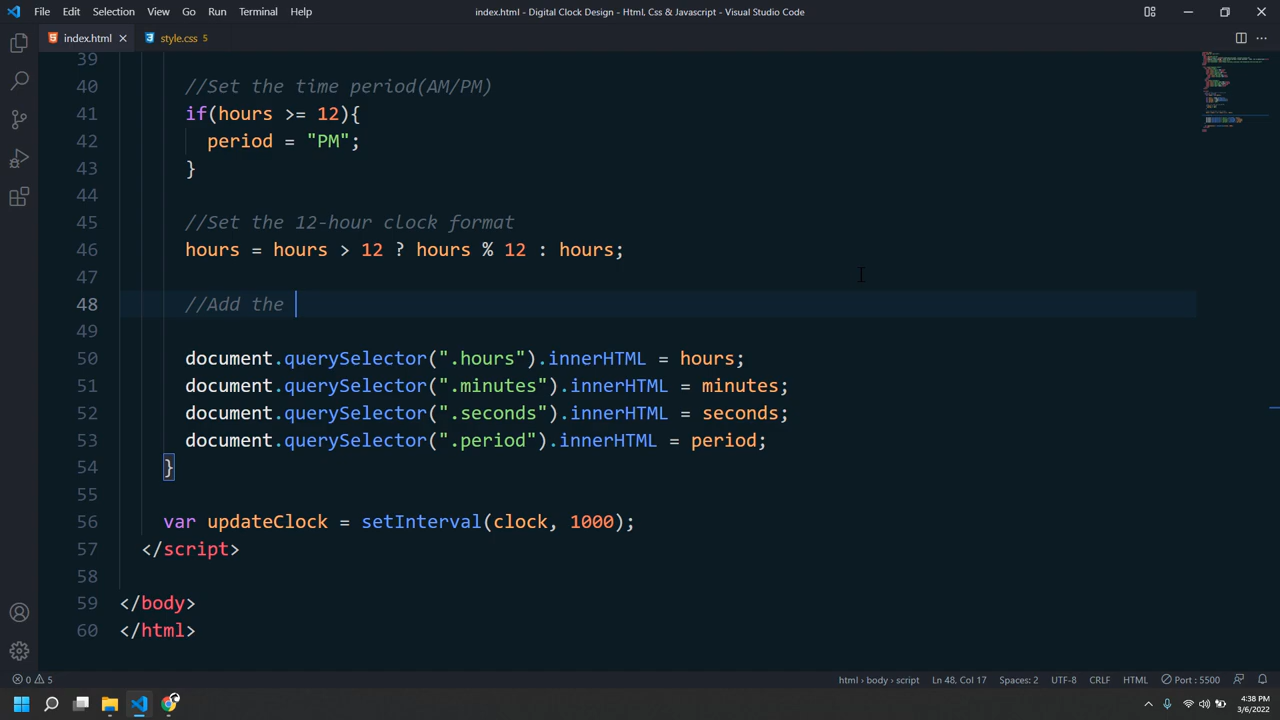 File Edit Selection View Go Run Terminal Help index.html - Digital Clock Design - Html, Css & Javascript - Visual Studio Code
index.html style.css 5
39
40 //Set the time period(AM/PM)
41 if(hours >= 12){
42 period = "PM";
43 }
44
45 //Set the 12-hour clock format
46 hours = hours > 12 ? hours % 12 : hours;
47
48 //Add the
49
50 document.querySelector(".hours").innerHTML = hours;
51 document.querySelector(".minutes").innerHTML = minutes;
52 document.querySelector(".seconds").innerHTML = seconds;
53 document.querySelector(".period").innerHTML = period;
54 }
55
56 var updateClock = setInterval(clock, 1000);
57 </script>
58
59 </body>
60 </html>
0 5 html › body › script Ln 48, Col 17 Spaces: 2 UTF-8 CRLF HTML Port : 5500
4:38 PM
3/6/2022